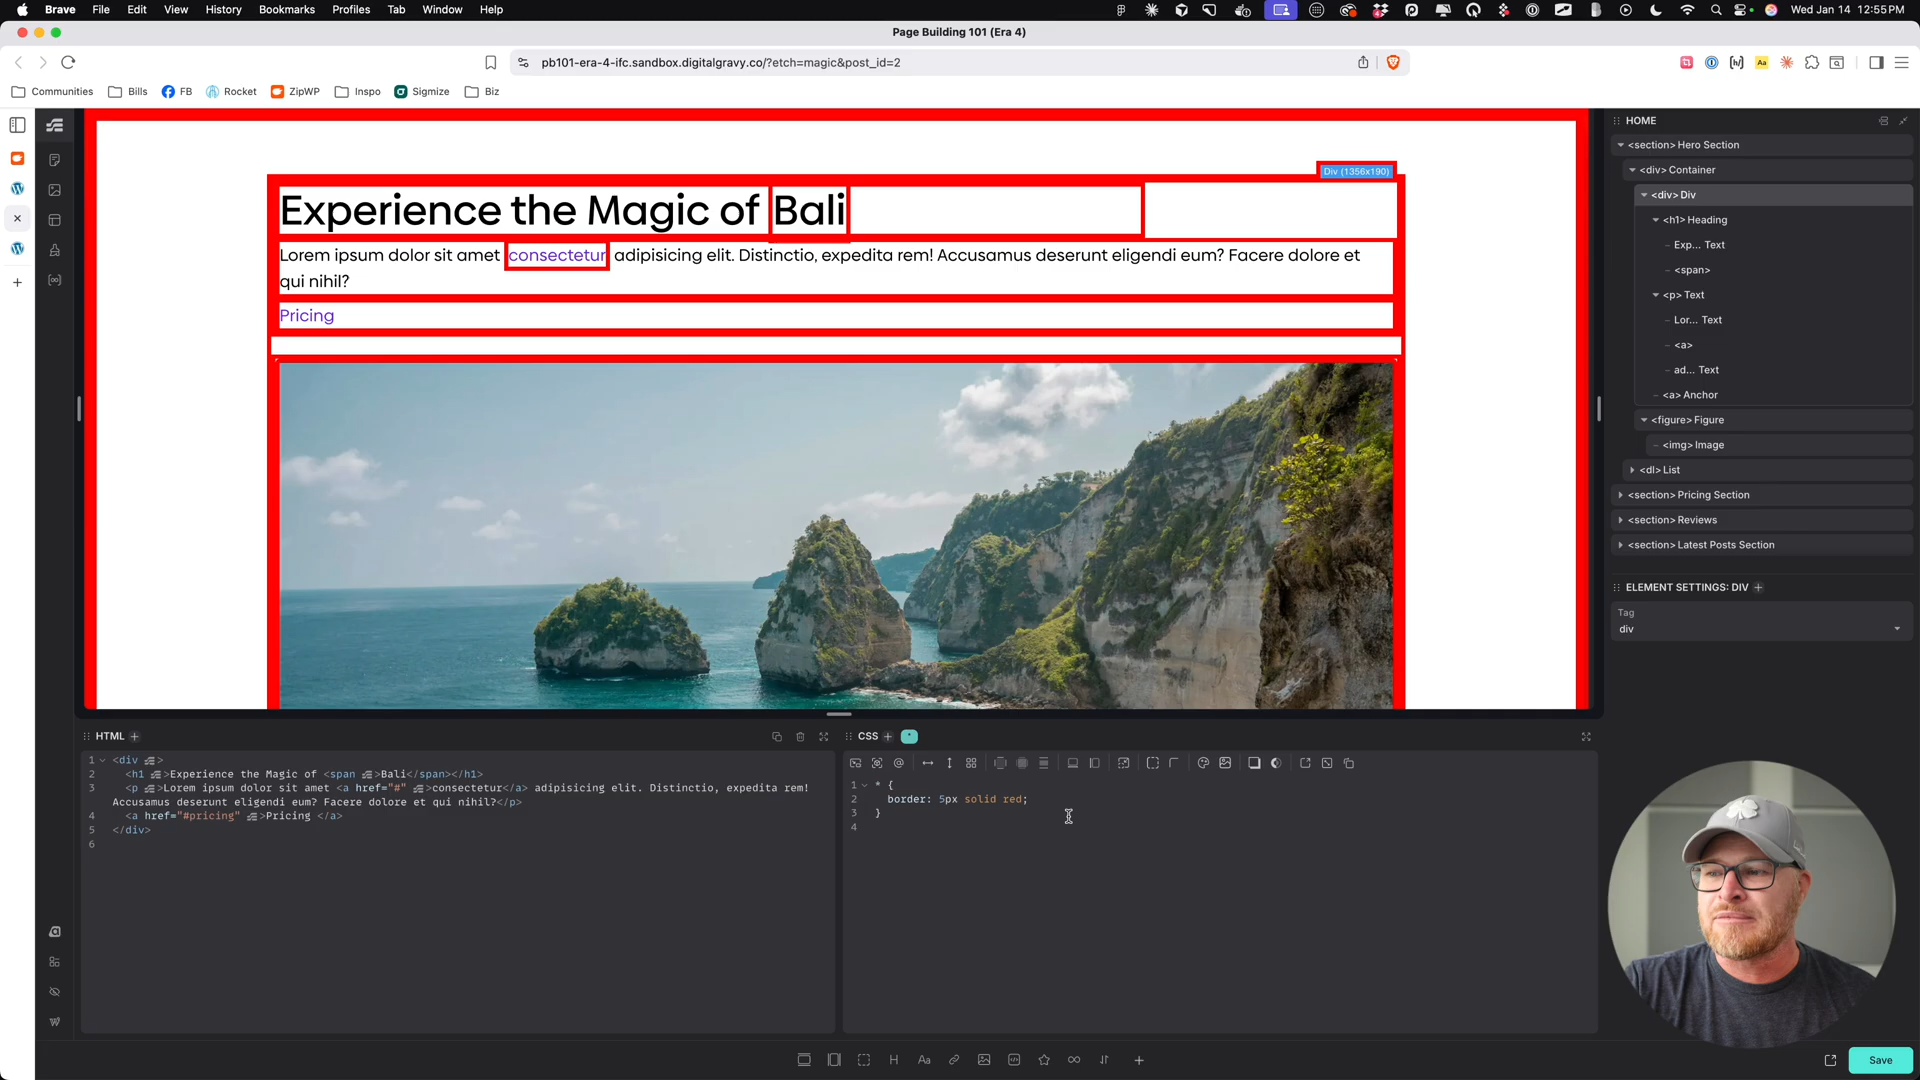 Brave File Edit View History Bookmarks Profiles Tab Window Help
Wed Jan 14 12:55 PM
Page Building 101 (Era 4)
pb101-era-4-ifc.sandbox.digitalgravy.co/?etch=magic&post_id=2
Communities Bills FB Rocket ZipWP Inspo Sigmize Biz
Div (1356x190)
Experience the Magic of Bali
Lorem ipsum dolor sit amet consectetur adipisicing elit. Distinctio, expedita rem! Accusamus deserunt eligendi eum? Facere dolore et
qui nihil?
Pricing
HOME
<section> Hero Section
<div> Container
<div> Div
<h1> Heading
Exp... Text
<span>
<p> Text
Lor... Text
<a>
ad... Text
<a> Anchor
<figure> Figure
<img> Image
<dl> List
<section> Pricing Section
<section> Reviews
<section> Latest Posts Section
ELEMENT SETTINGS: DIV +
Tag
div
HTML +
1 <div >
2 <h1 >Experience the Magic of <span >Bali</span></h1>
3 <p >Lorem ipsum dolor sit amet <a href="#" >consectetur</a> adipisicing elit. Distinctio, expedita rem!
Accusamus deserunt eligendi eum? Facere dolore et qui nihil?</p>
4 <a href="#pricing" >Pricing </a>
5 </div>
6
CSS + *
1 * {
2 border: 5px solid red;
3 }
4
H Aa
Save